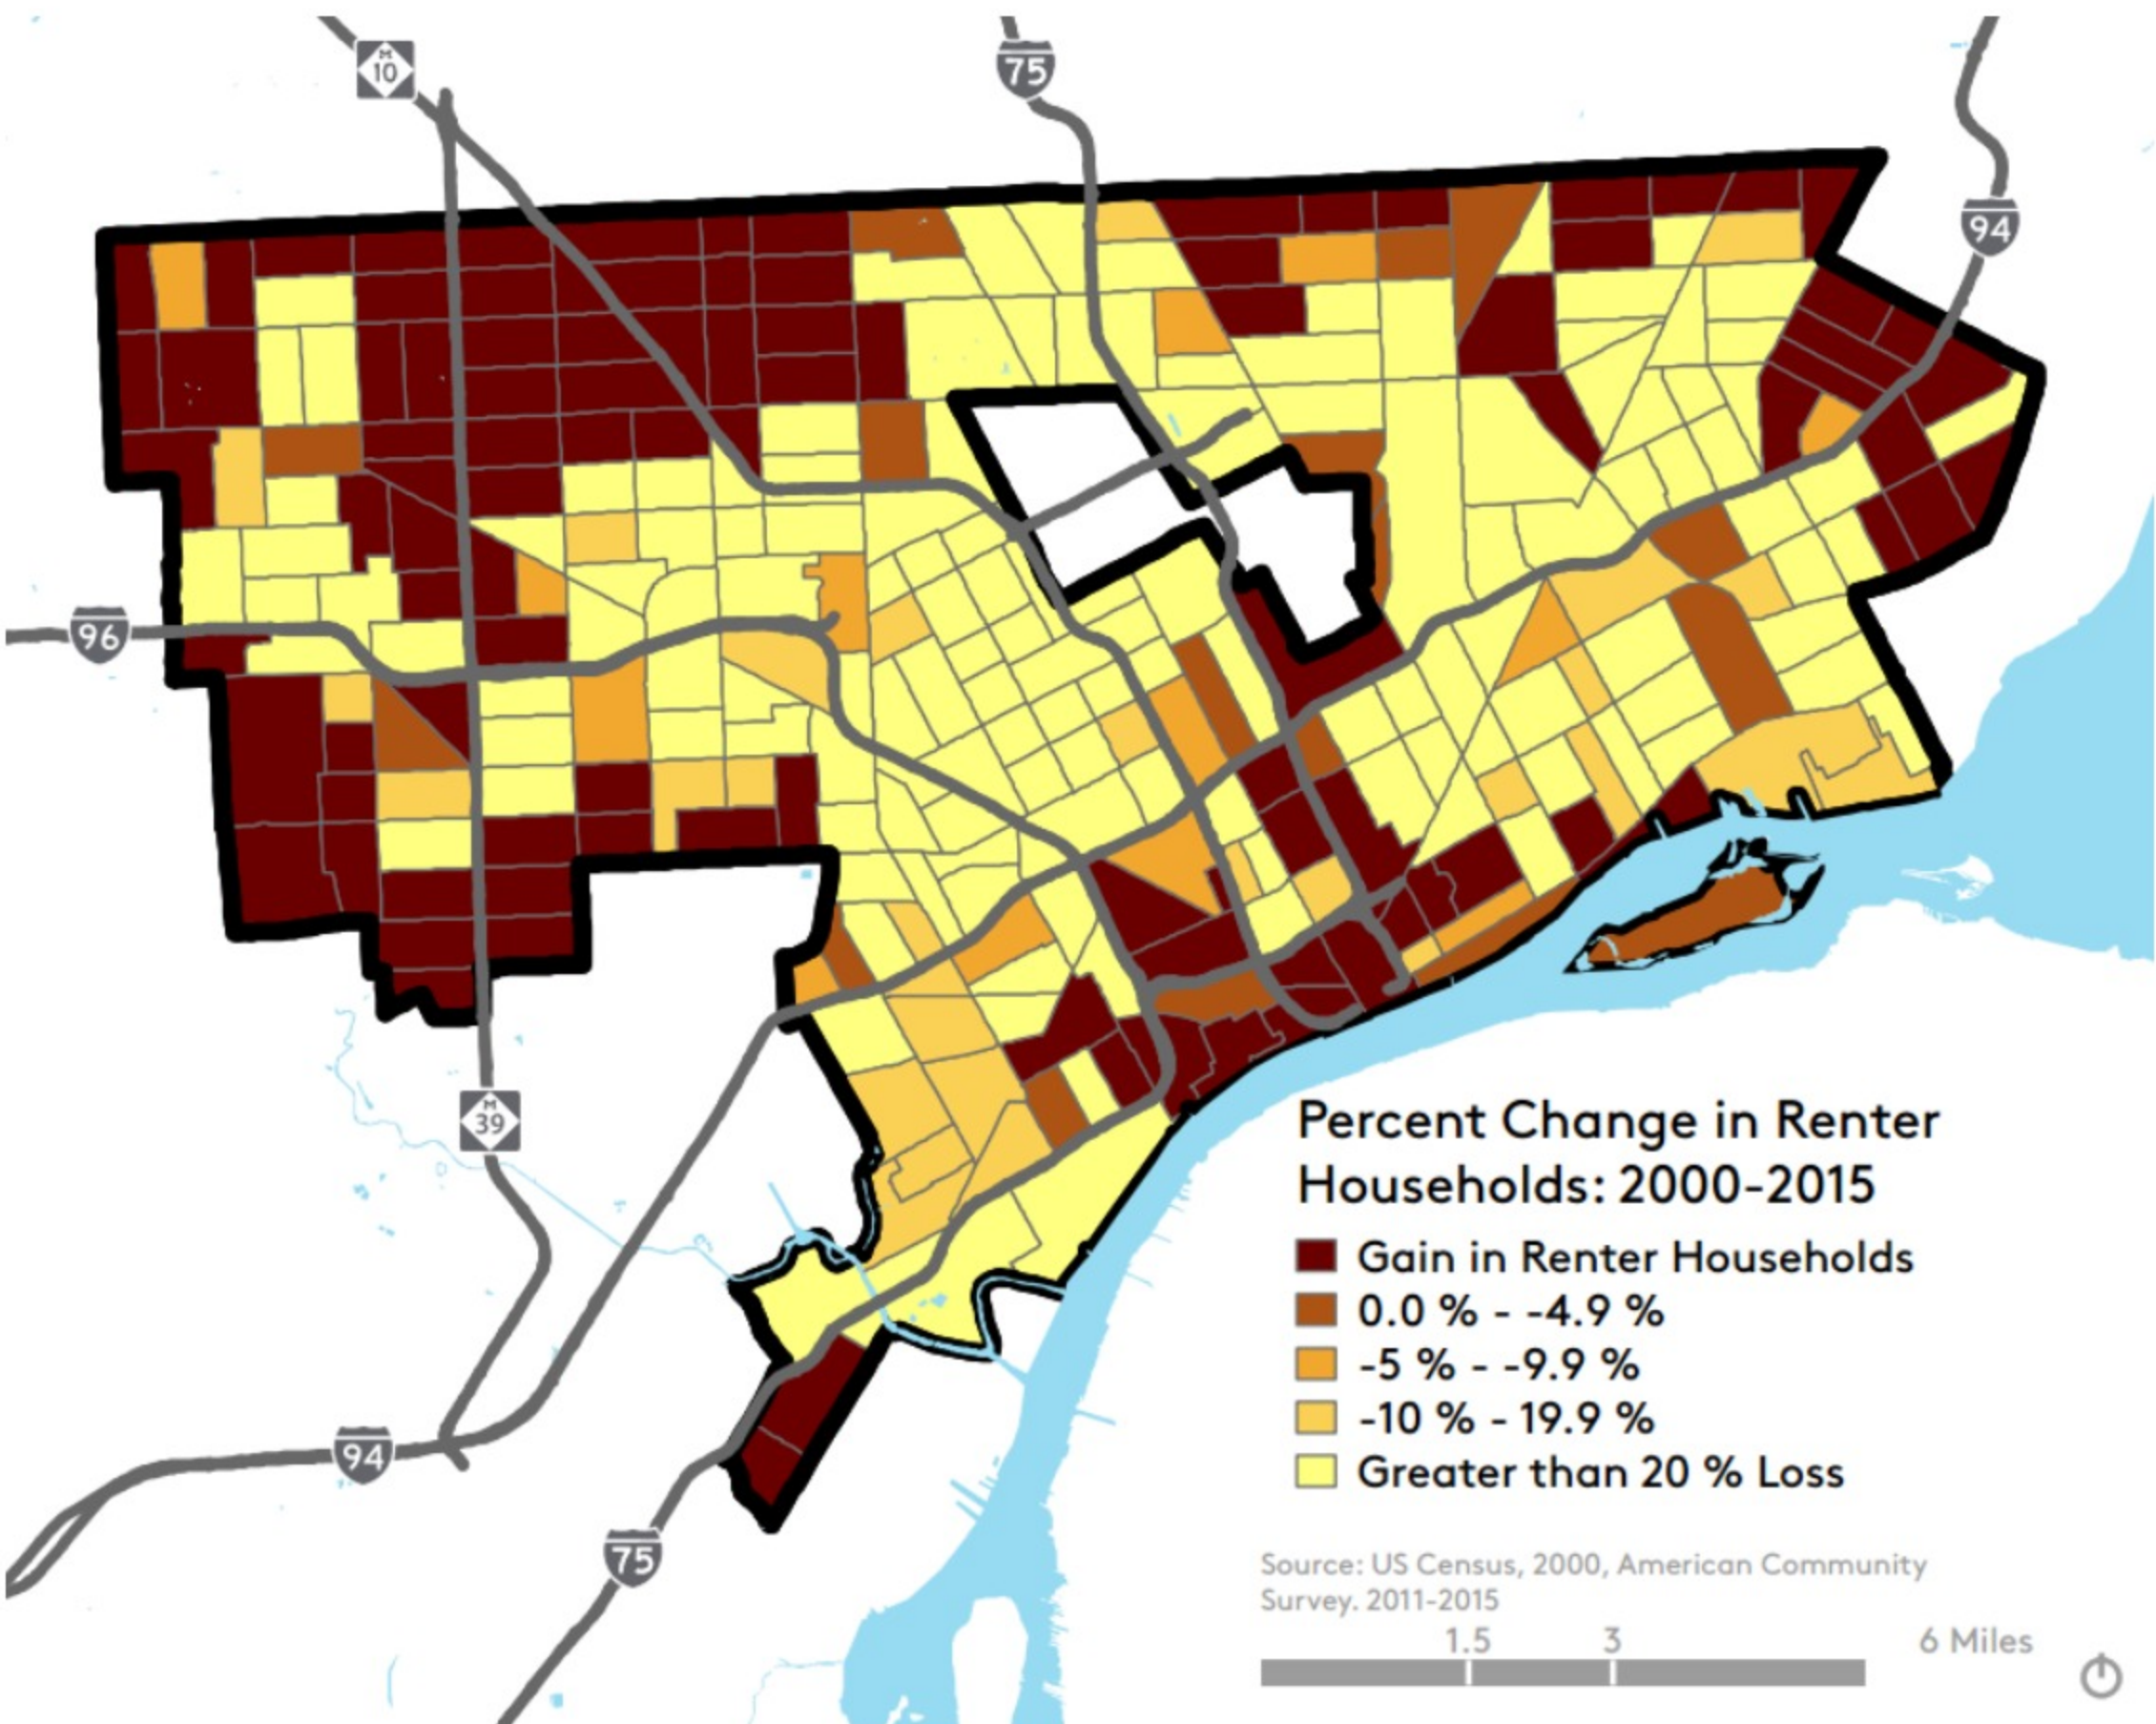 M
10
75
94
96
M
39
94
75
Percent Change in Renter
Households: 2000-2015
Gain in Renter Households
0.0 % - -4.9 %
-5 % - -9.9 %
-10 % - 19.9 %
Greater than 20 % Loss
Source: US Census, 2000, American Community
Survey. 2011-2015
1.5 3 6 Miles